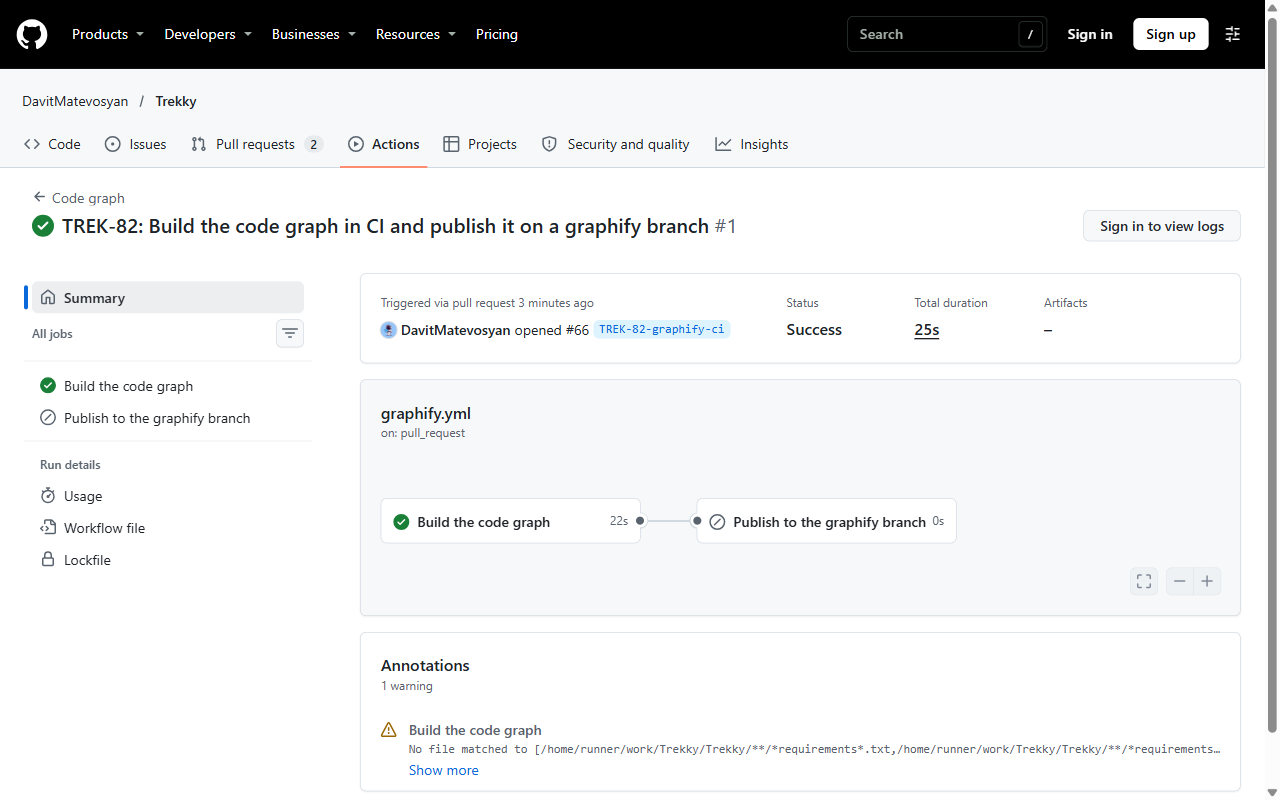 Products Developers Businesses Resources Pricing Search / Sign in Sign up
DavitMatevosyan / Trekky
Code Issues Pull requests 2 Actions Projects Security and quality Insights
Code graph
TREK-82: Build the code graph in CI and publish it on a graphify branch #1
Sign in to view logs
Summary
All jobs
Build the code graph
Publish to the graphify branch
Run details
Usage
Workflow file
Lockfile
Triggered via pull request 3 minutes ago
DavitMatevosyan opened #66 TREK-82-graphify-ci
Status
Success
Total duration
25s
Artifacts
–
graphify.yml
on: pull_request
Build the code graph 22s
Publish to the graphify branch 0s
Annotations
1 warning
Build the code graph
No file matched to [/home/runner/work/Trekky/Trekky/**/*requirements*.txt,/home/runner/work/Trekky/Trekky/**/*requirements…
Show more